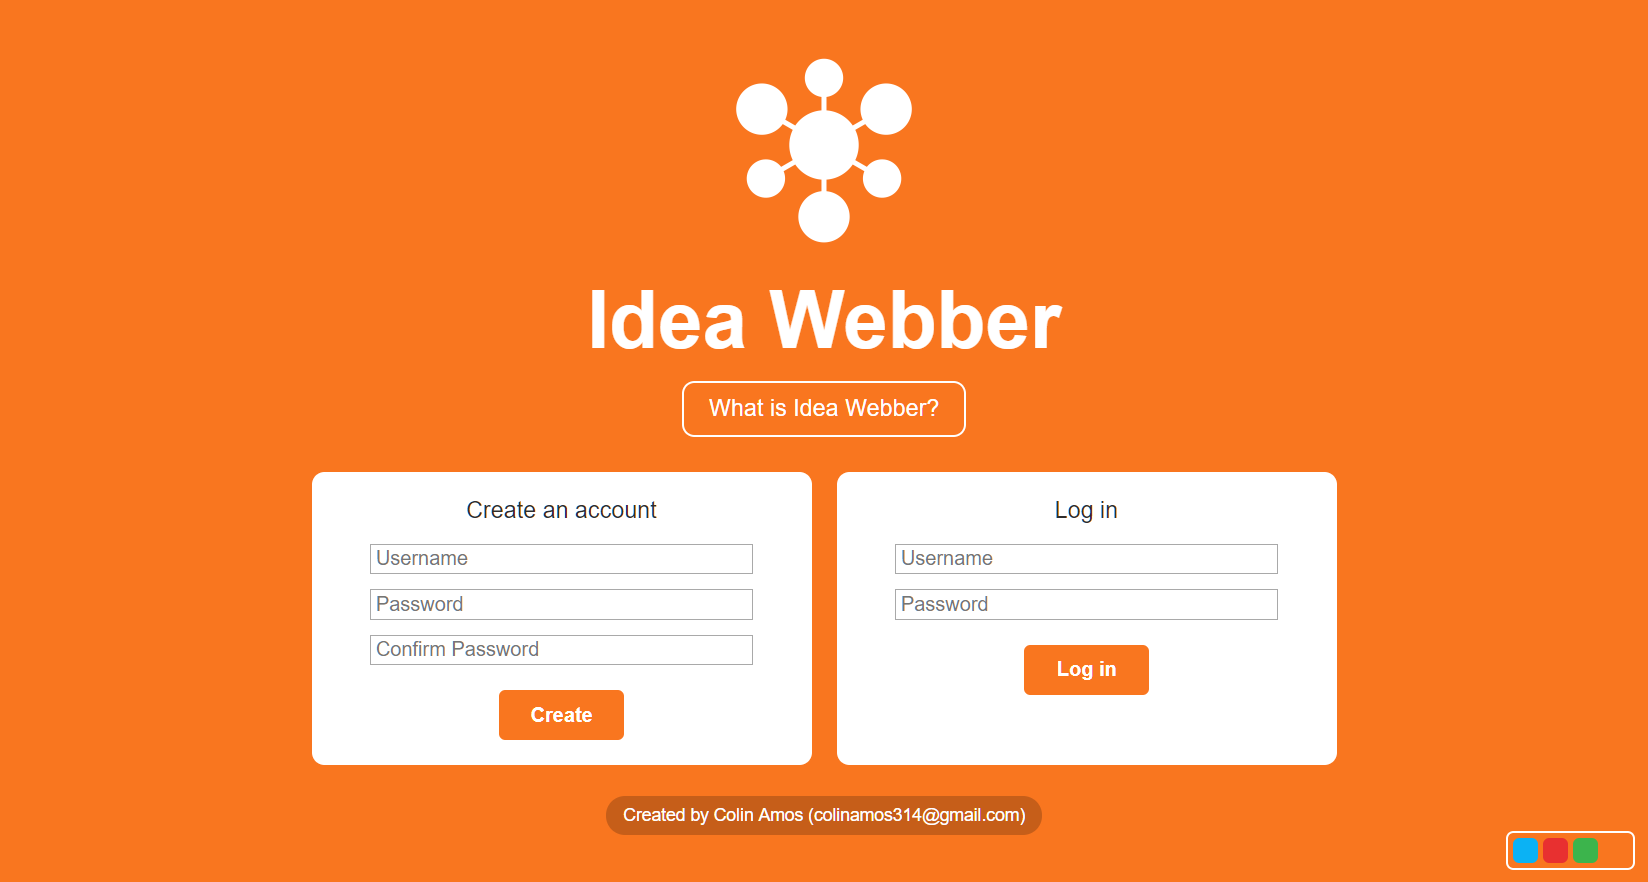 Idea Webber
What is Idea Webber?
Create an account
Username
Password
Confirm Password
Create
Log in
Username
Password
Log in
Created by Colin Amos (colinamos314@gmail.com)